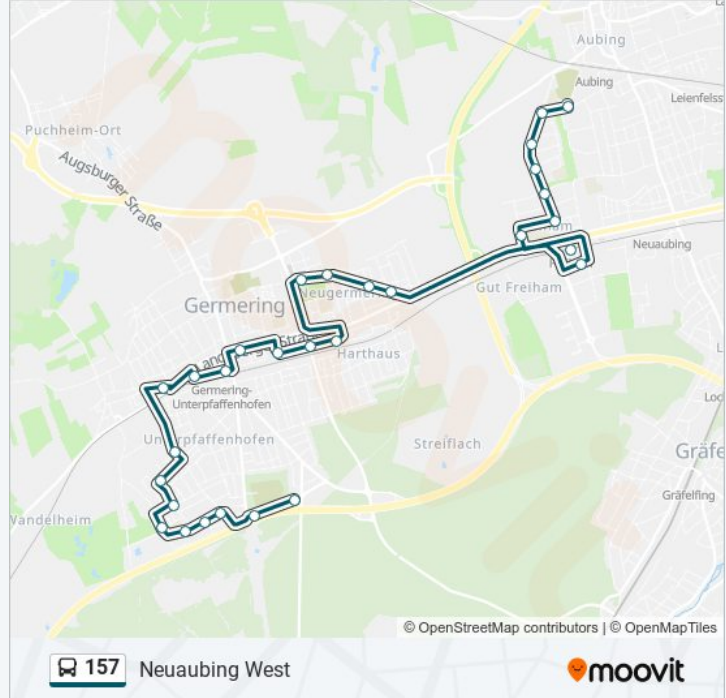 Aubing
Aubing
Leienfelss
Puchheim-Ort
Augsburger Straße
Neuaubing
Gut Freiham
Germering
Harthaus
Germering-
Unterpfaffenhofen
Unterpfaffenhofen
Streiflach
Gräfe
Gräfelfing
Wandelheim
© OpenStreetMap contributors | © OpenMapTiles
157 Neuaubing West
moovit